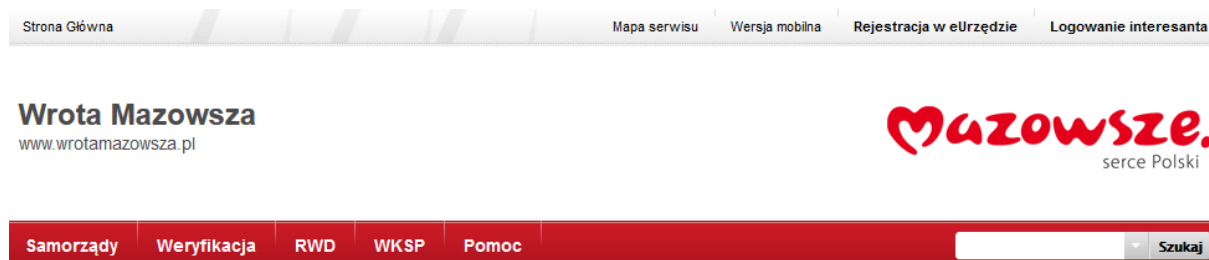 Strona Główna Mapa serwisu Wersja mobilna Rejestracja w eUrzędzie Logowanie interesanta
Wrota Mazowsza
www.wrotamazowsza.pl
Mazowsze.
serce Polski
Samorządy Weryfikacja RWD WKSP Pomoc Szukaj